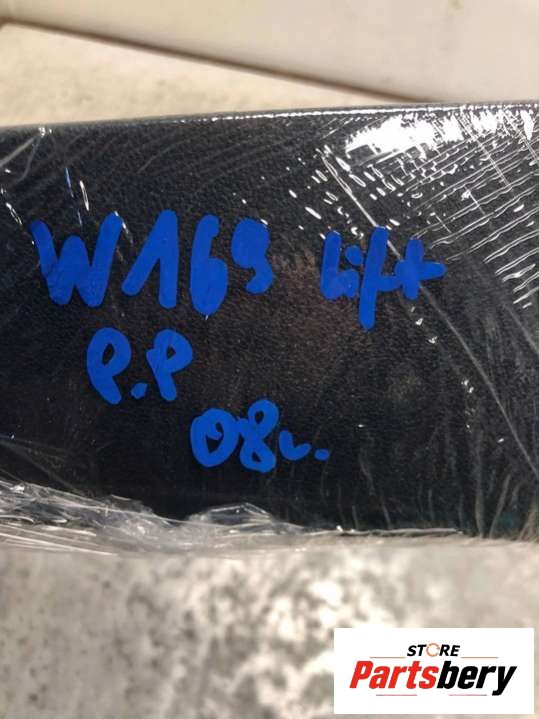 W169 lift
P.P
08r.
STORE
Partsbery